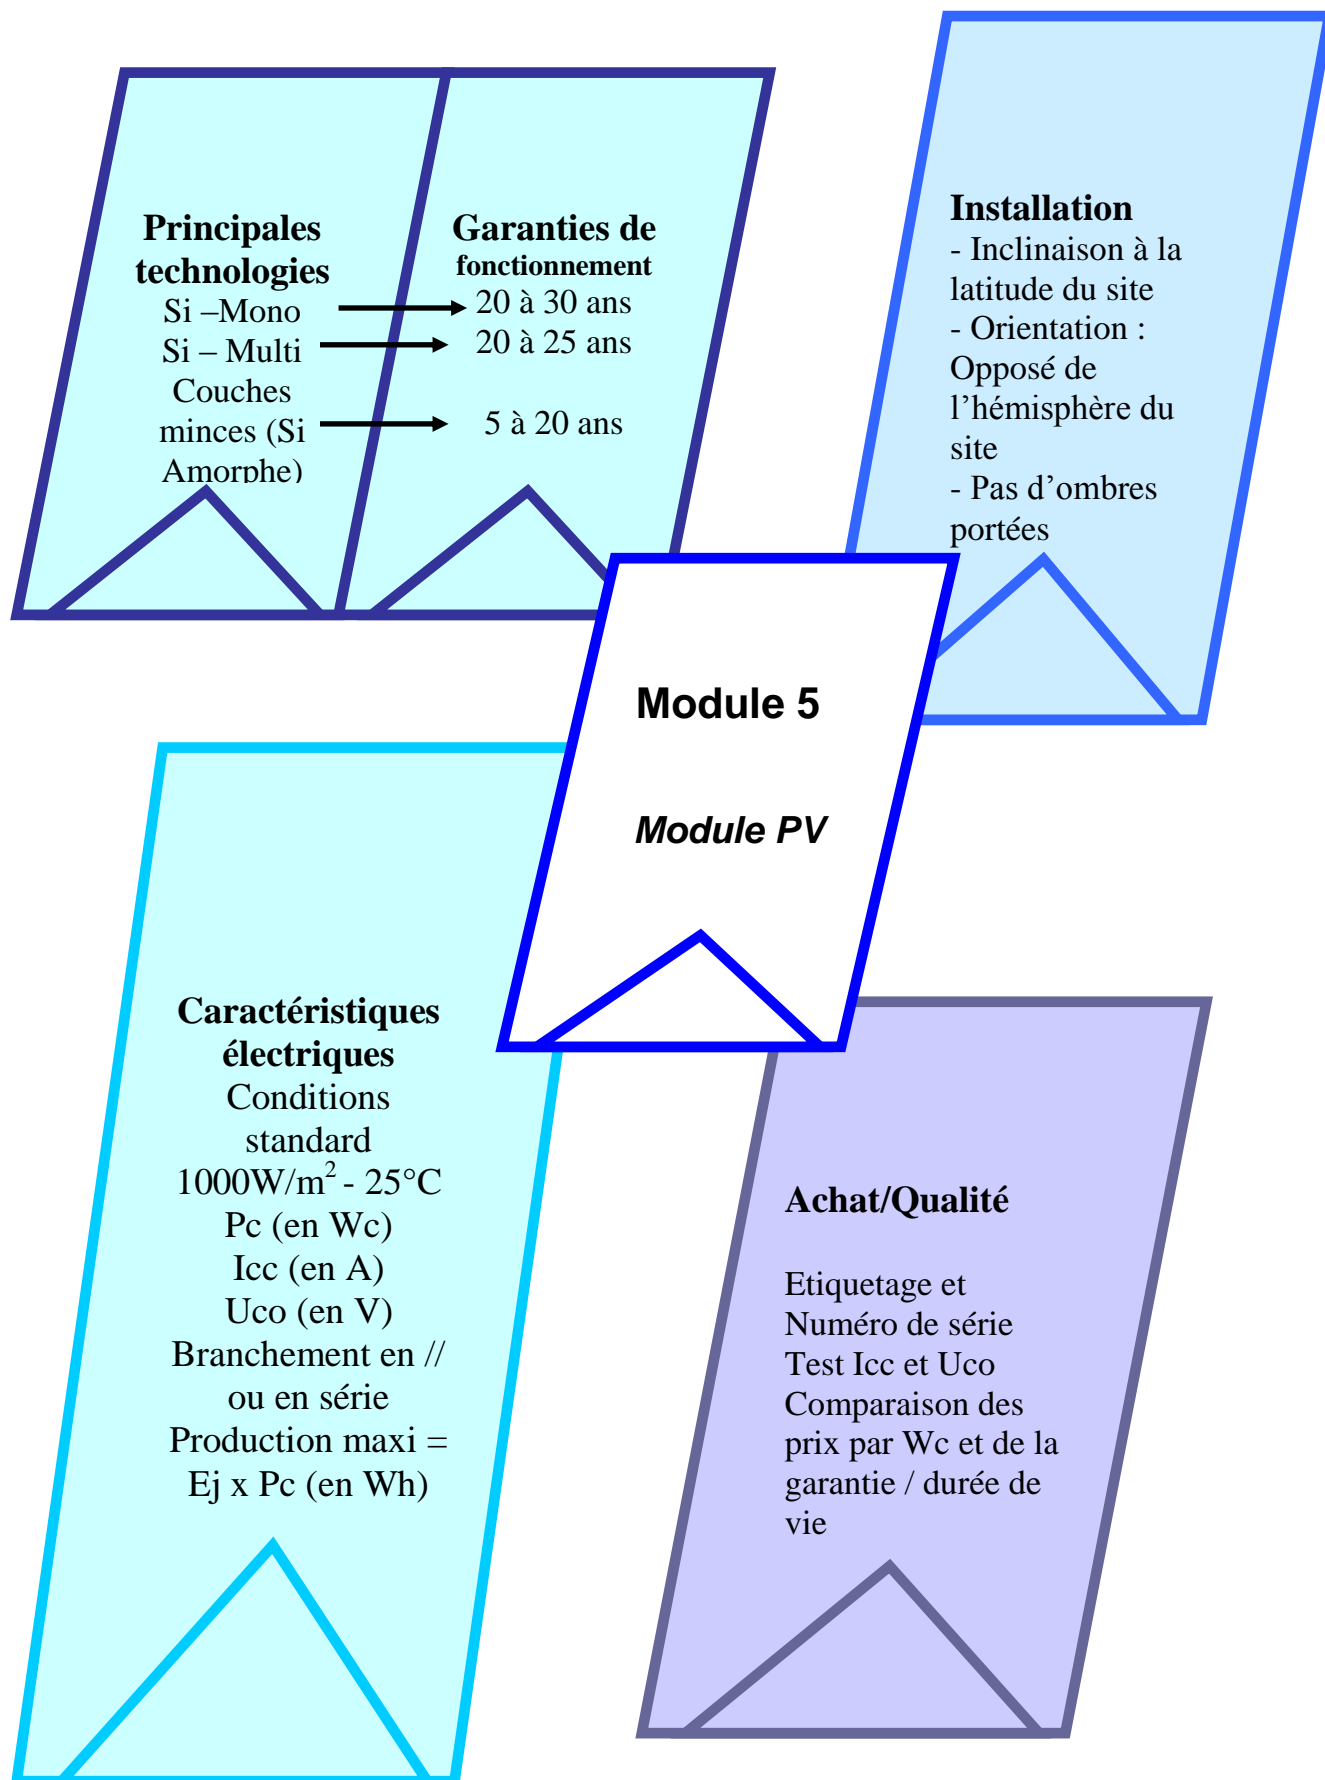 Principales
technologies
Si –Mono
Si – Multi
Couches
minces (Si
Amorphe)
Garanties de
fonctionnement
20 à 30 ans
20 à 25 ans
5 à 20 ans
Installation
- Inclinaison à la
latitude du site
- Orientation :
Opposé de
l’hémisphère du
site
- Pas d’ombres
portées
Module 5
Module PV
Caractéristiques
électriques
Conditions
standard
1000W/m² - 25°C
Pc (en Wc)
Icc (en A)
Uco (en V)
Branchement en //
ou en série
Production maxi =
Ej x Pc (en Wh)
Achat/Qualité
Etiquetage et
Numéro de série
Test Icc et Uco
Comparaison des
prix par Wc et de la
garantie / durée de
vie